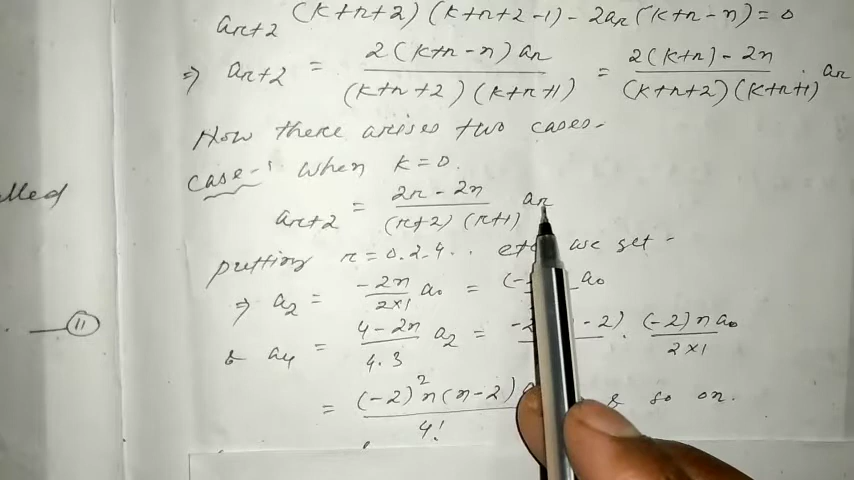 a_{r+2} (k+r+2) (k+r+2-1) - 2a_r (k+r-n) = 0
⇒ a_{r+2} = 2(k+r-n) a_r / (k+r+2)(k+r+1) = 2(k+r) - 2n / (k+r+2)(k+r+1) . a_r
Now there arises two cases-
case-1 when k=0.
lled
a_{r+2} = 2r-2n / (r+2)(r+1) a_r
putting r = 0.2.4.. etc we get -
⇒ a_2 = -2n / 2×1 a_0 = (- a_0
11
& a_4 = 4-2n / 4.3 a_2 = -2 -2) . (-2)n a_0 / 2×1
= (-2)^2 n(n-2) / 4! & so on.